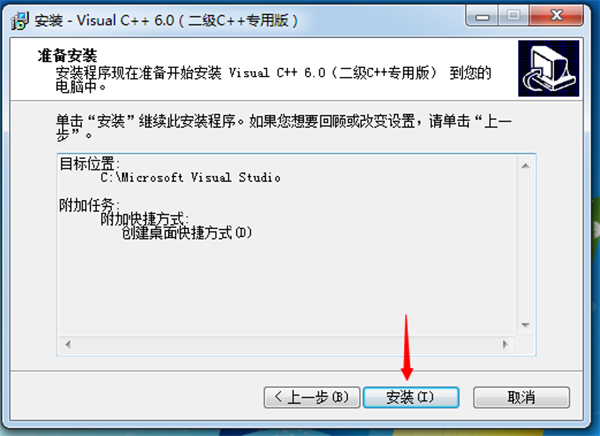 安装 - Visual C++ 6.0（二级C++专用版）
准备安装
安装程序现在准备开始安装 Visual C++ 6.0（二级C++专用版） 到您的
电脑中。
单击“安装”继续此安装程序。如果您想要回顾或改变设置，请单击“上一
步”。
目标位置:
C:\Microsoft Visual Studio
附加任务:
附加快捷方式:
创建桌面快捷方式(D)
< 上一步(B)
安装(I)
取消